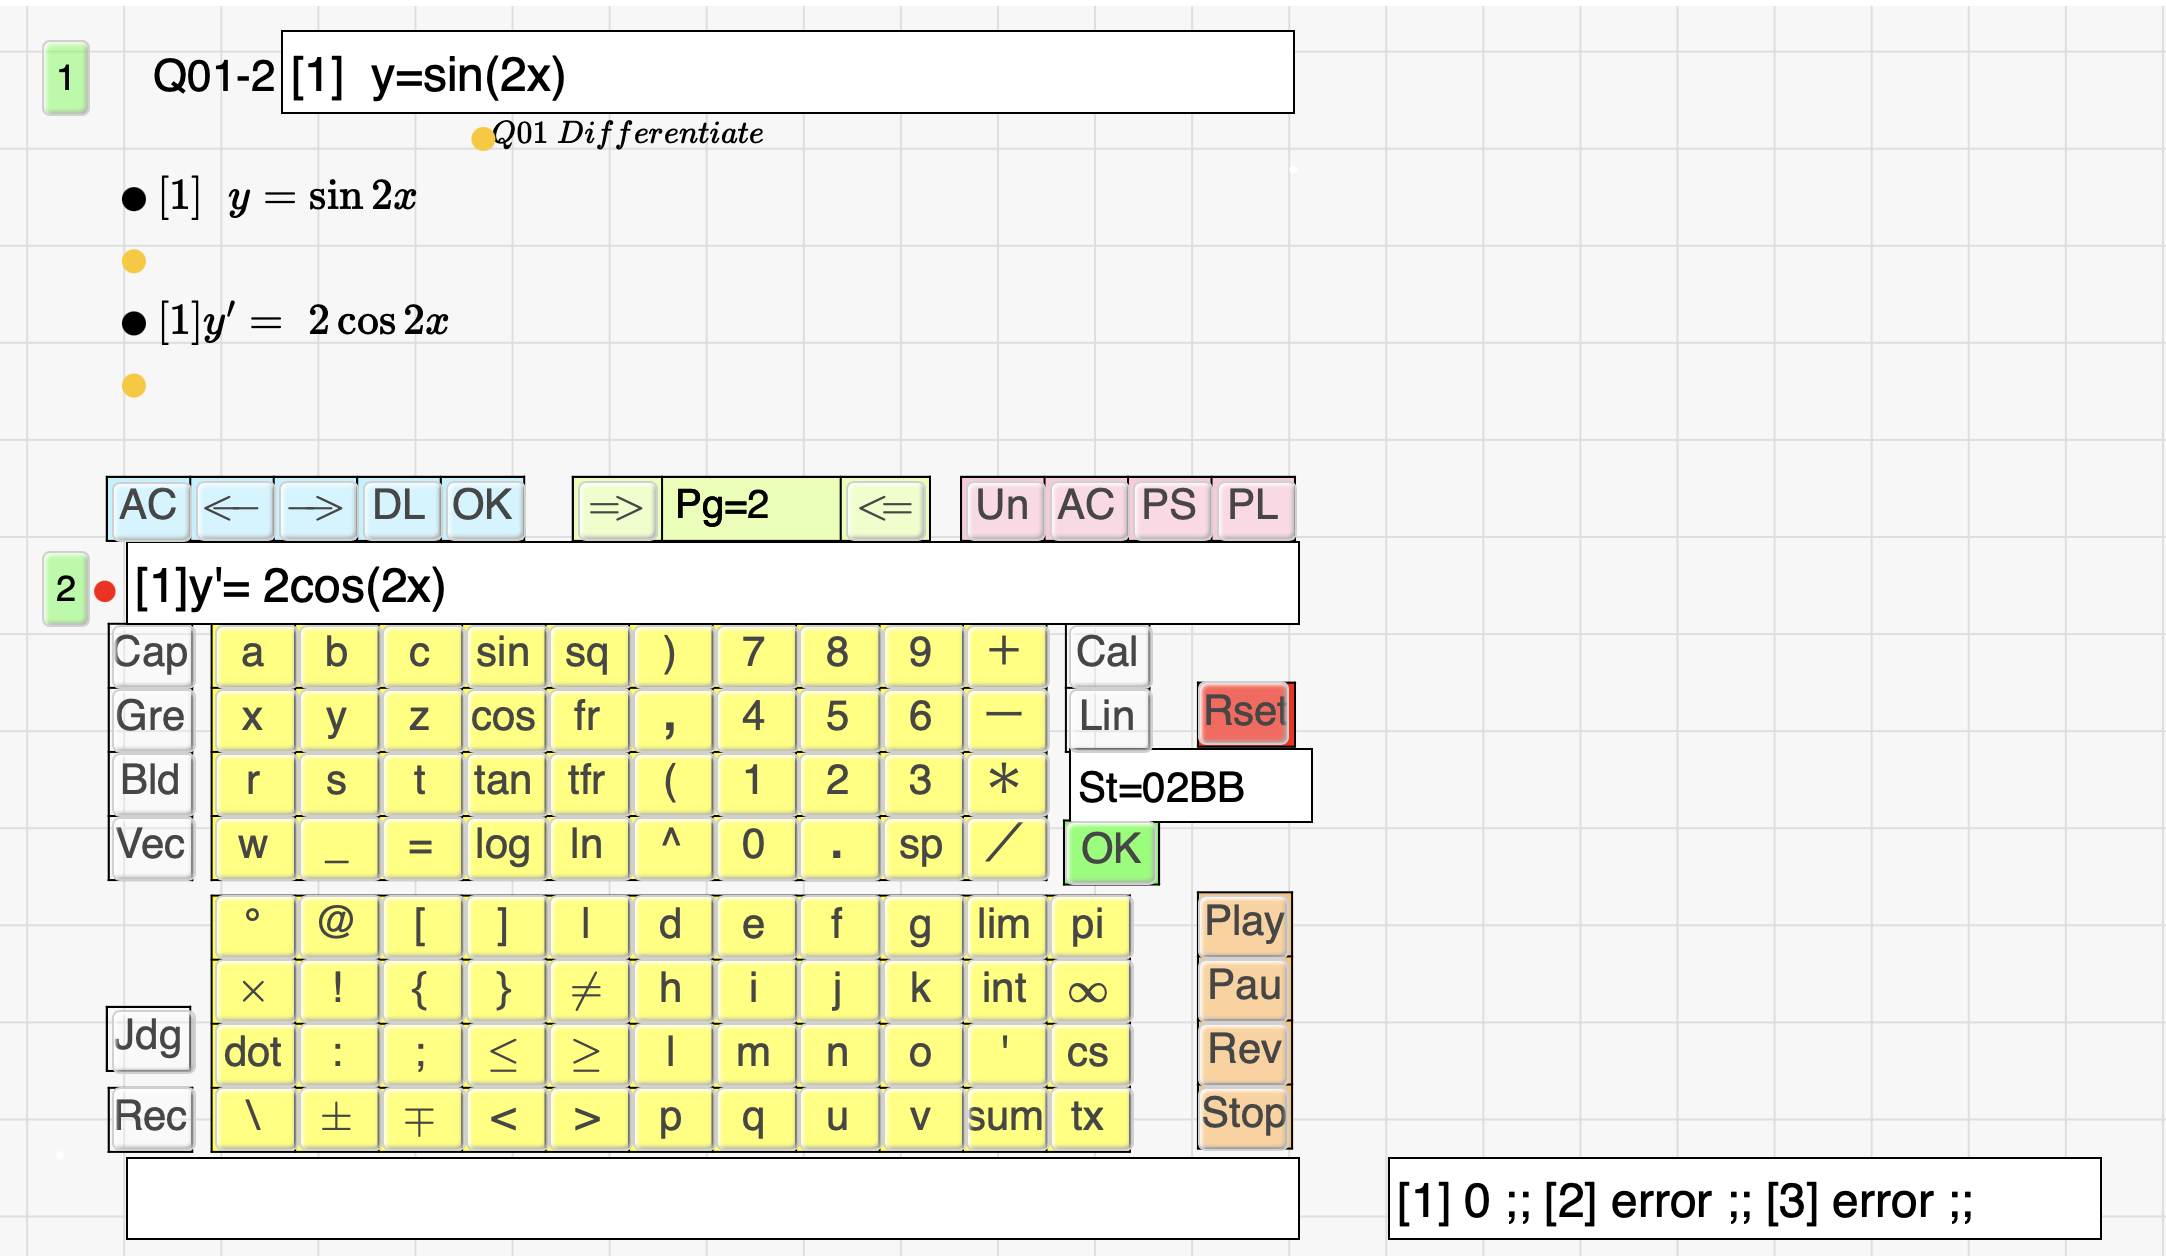 1 Q01-2 [1]  y=sin(2x)
Q01 Differentiate
[1]  y = sin 2x
[1]y′ =  2 cos 2x
AC ← → DL OK => Pg=2 <= Un AC PS PL
2 [1]y'= 2cos(2x)
Cap a b c sin sq ) 7 8 9 + Cal
Gre x y z cos fr , 4 5 6 − Lin Rset
Bld r s t tan tfr ( 1 2 3 * St=02BB
Vec w _ = log ln ^ 0 . sp / OK
° @ [ ] l d e f g lim pi Play
× ! { } ≠ h i j k int ∞ Pau
Jdg dot : ; ≤ ≥ l m n o ' cs Rev
Rec \ ± ∓ < > p q u v sum tx Stop
[1] 0 ;; [2] error ;; [3] error ;;